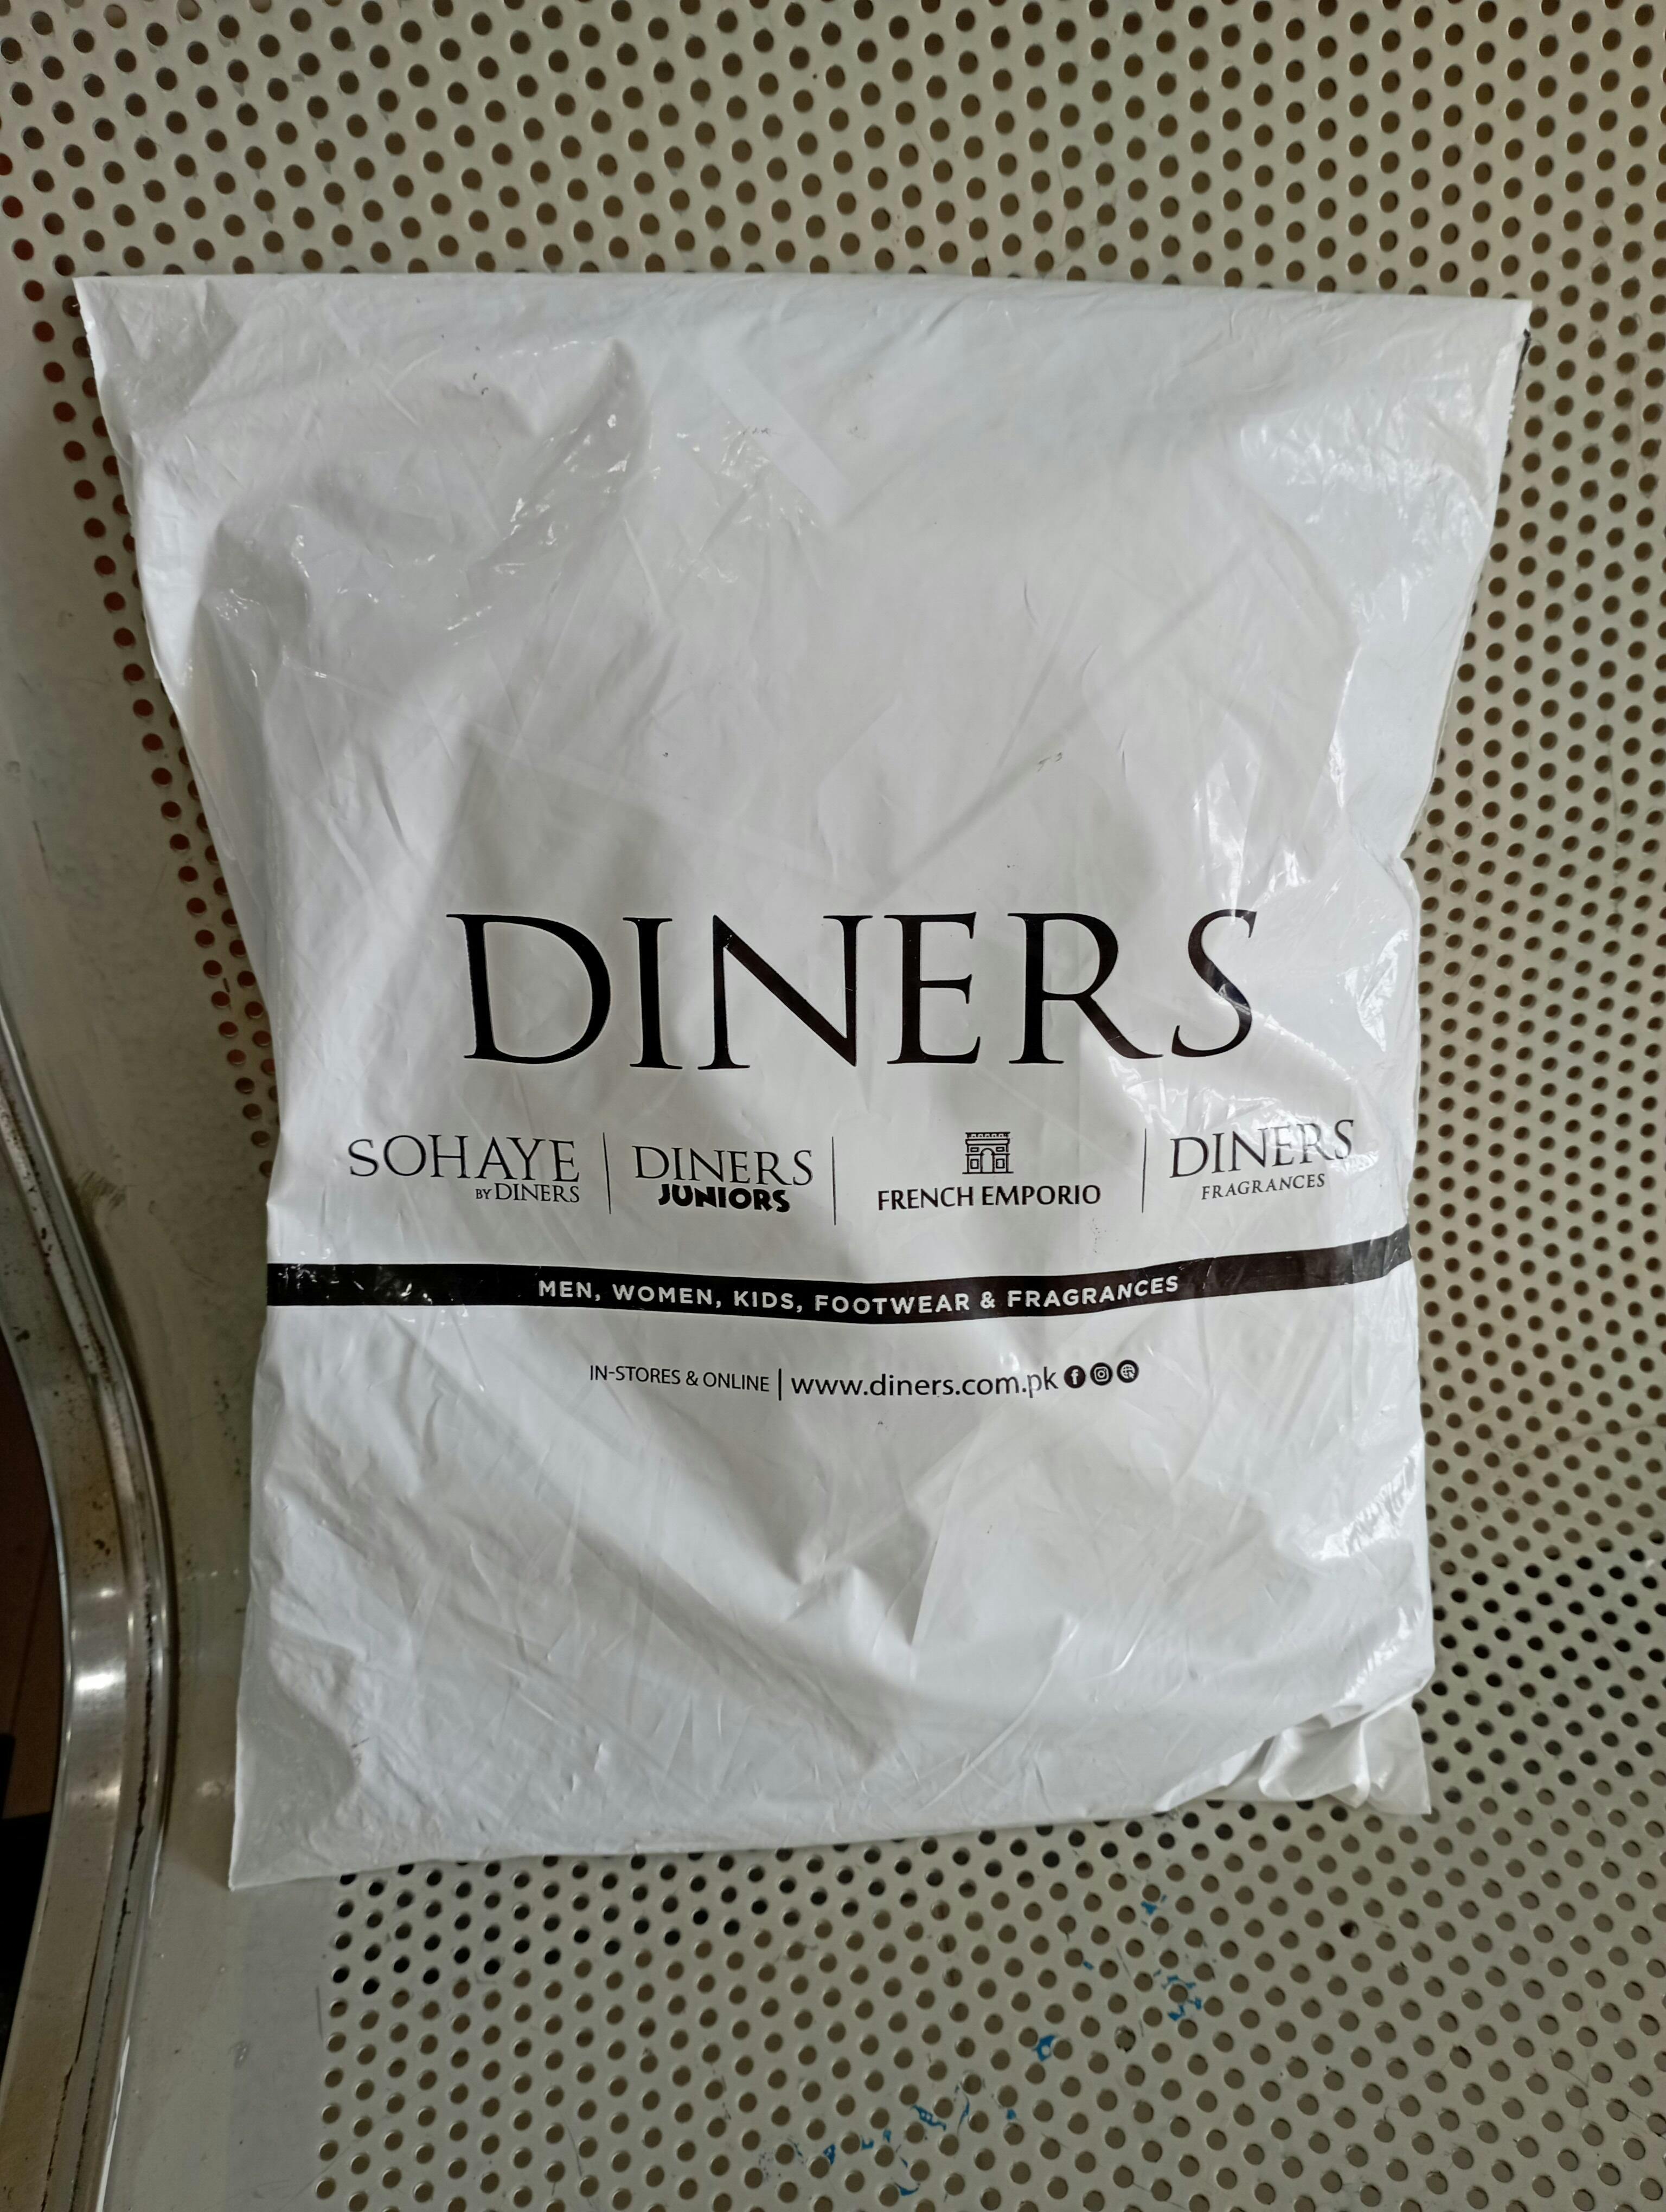 DINERS
SOHAYE
BY DINERS
DINERS
JUNIORS
FRENCH EMPORIO
DINERS
FRAGRANCES
MEN, WOMEN, KIDS, FOOTWEAR & FRAGRANCES
IN-STORES & ONLINE | www.diners.com.pk